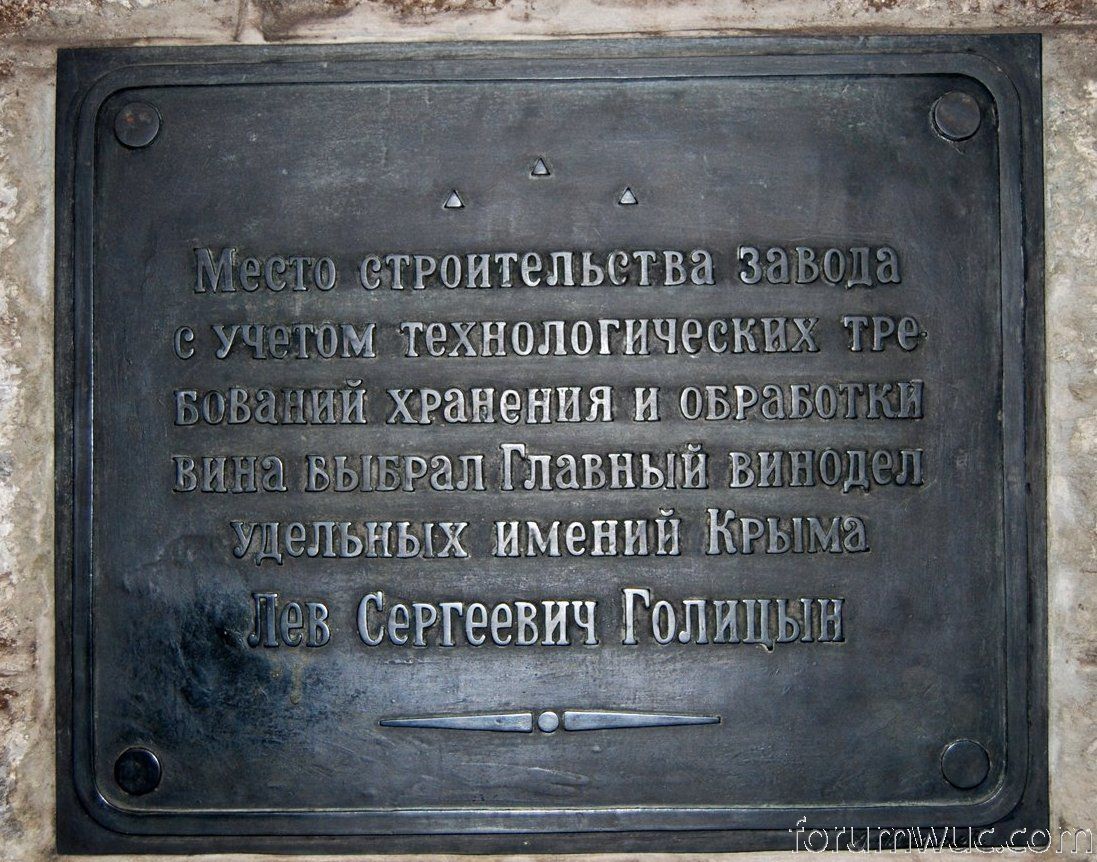 Место строительства завода
с учетом технологических тре-
бований хранения и обработки
вина выбрал Главный винодел
удельных имений Крыма
Лев Сергеевич Голицын
forumwuc.com